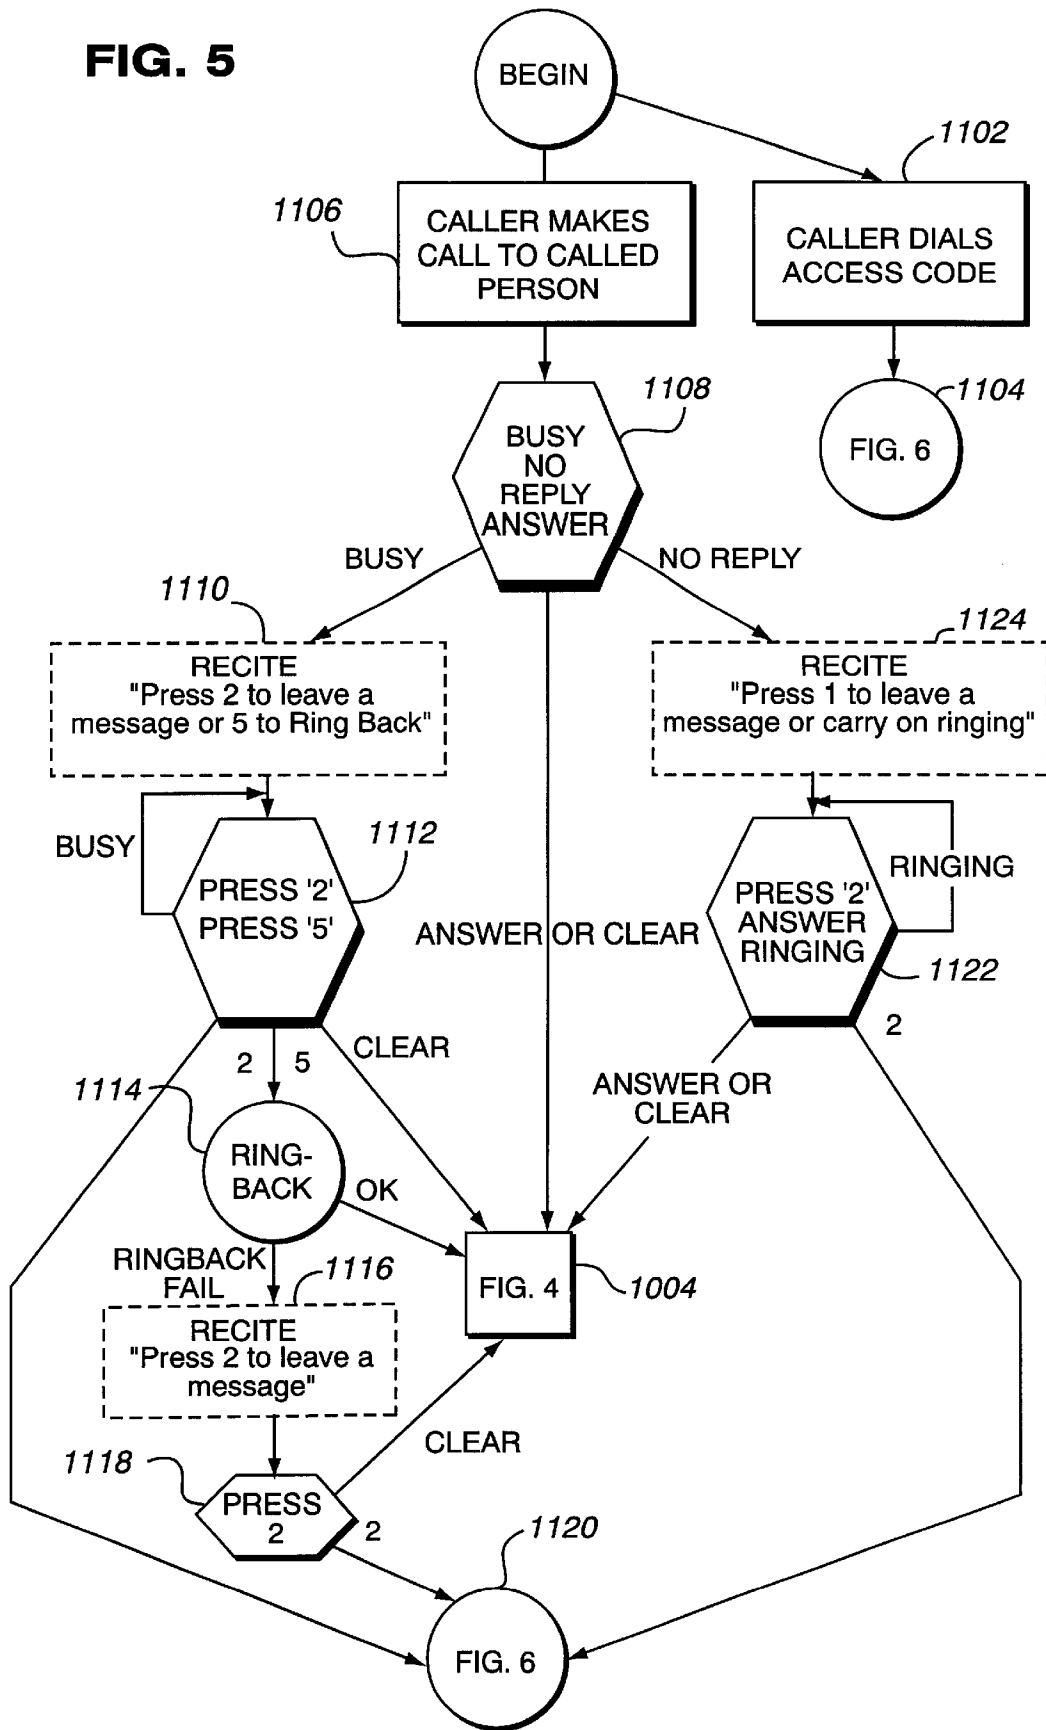 FIG. 5
BEGIN
1102
1106
CALLER MAKES
CALL TO CALLED
PERSON
CALLER DIALS
ACCESS CODE
1108
1104
BUSY
NO
REPLY
ANSWER
FIG. 6
BUSY
NO REPLY
1110
1124
RECITE
"Press 2 to leave a
message or 5 to Ring Back"
RECITE
"Press 1 to leave a
message or carry on ringing"
BUSY
1112
RINGING
PRESS '2'
PRESS '5'
ANSWER OR CLEAR
PRESS '2'
ANSWER
RINGING
1122
2
5
CLEAR
2
1114
ANSWER OR
CLEAR
RING-
BACK
OK
RINGBACK
FAIL
1116
FIG. 4
1004
RECITE
"Press 2 to leave a
message"
CLEAR
1118
PRESS
2
2
1120
FIG. 6